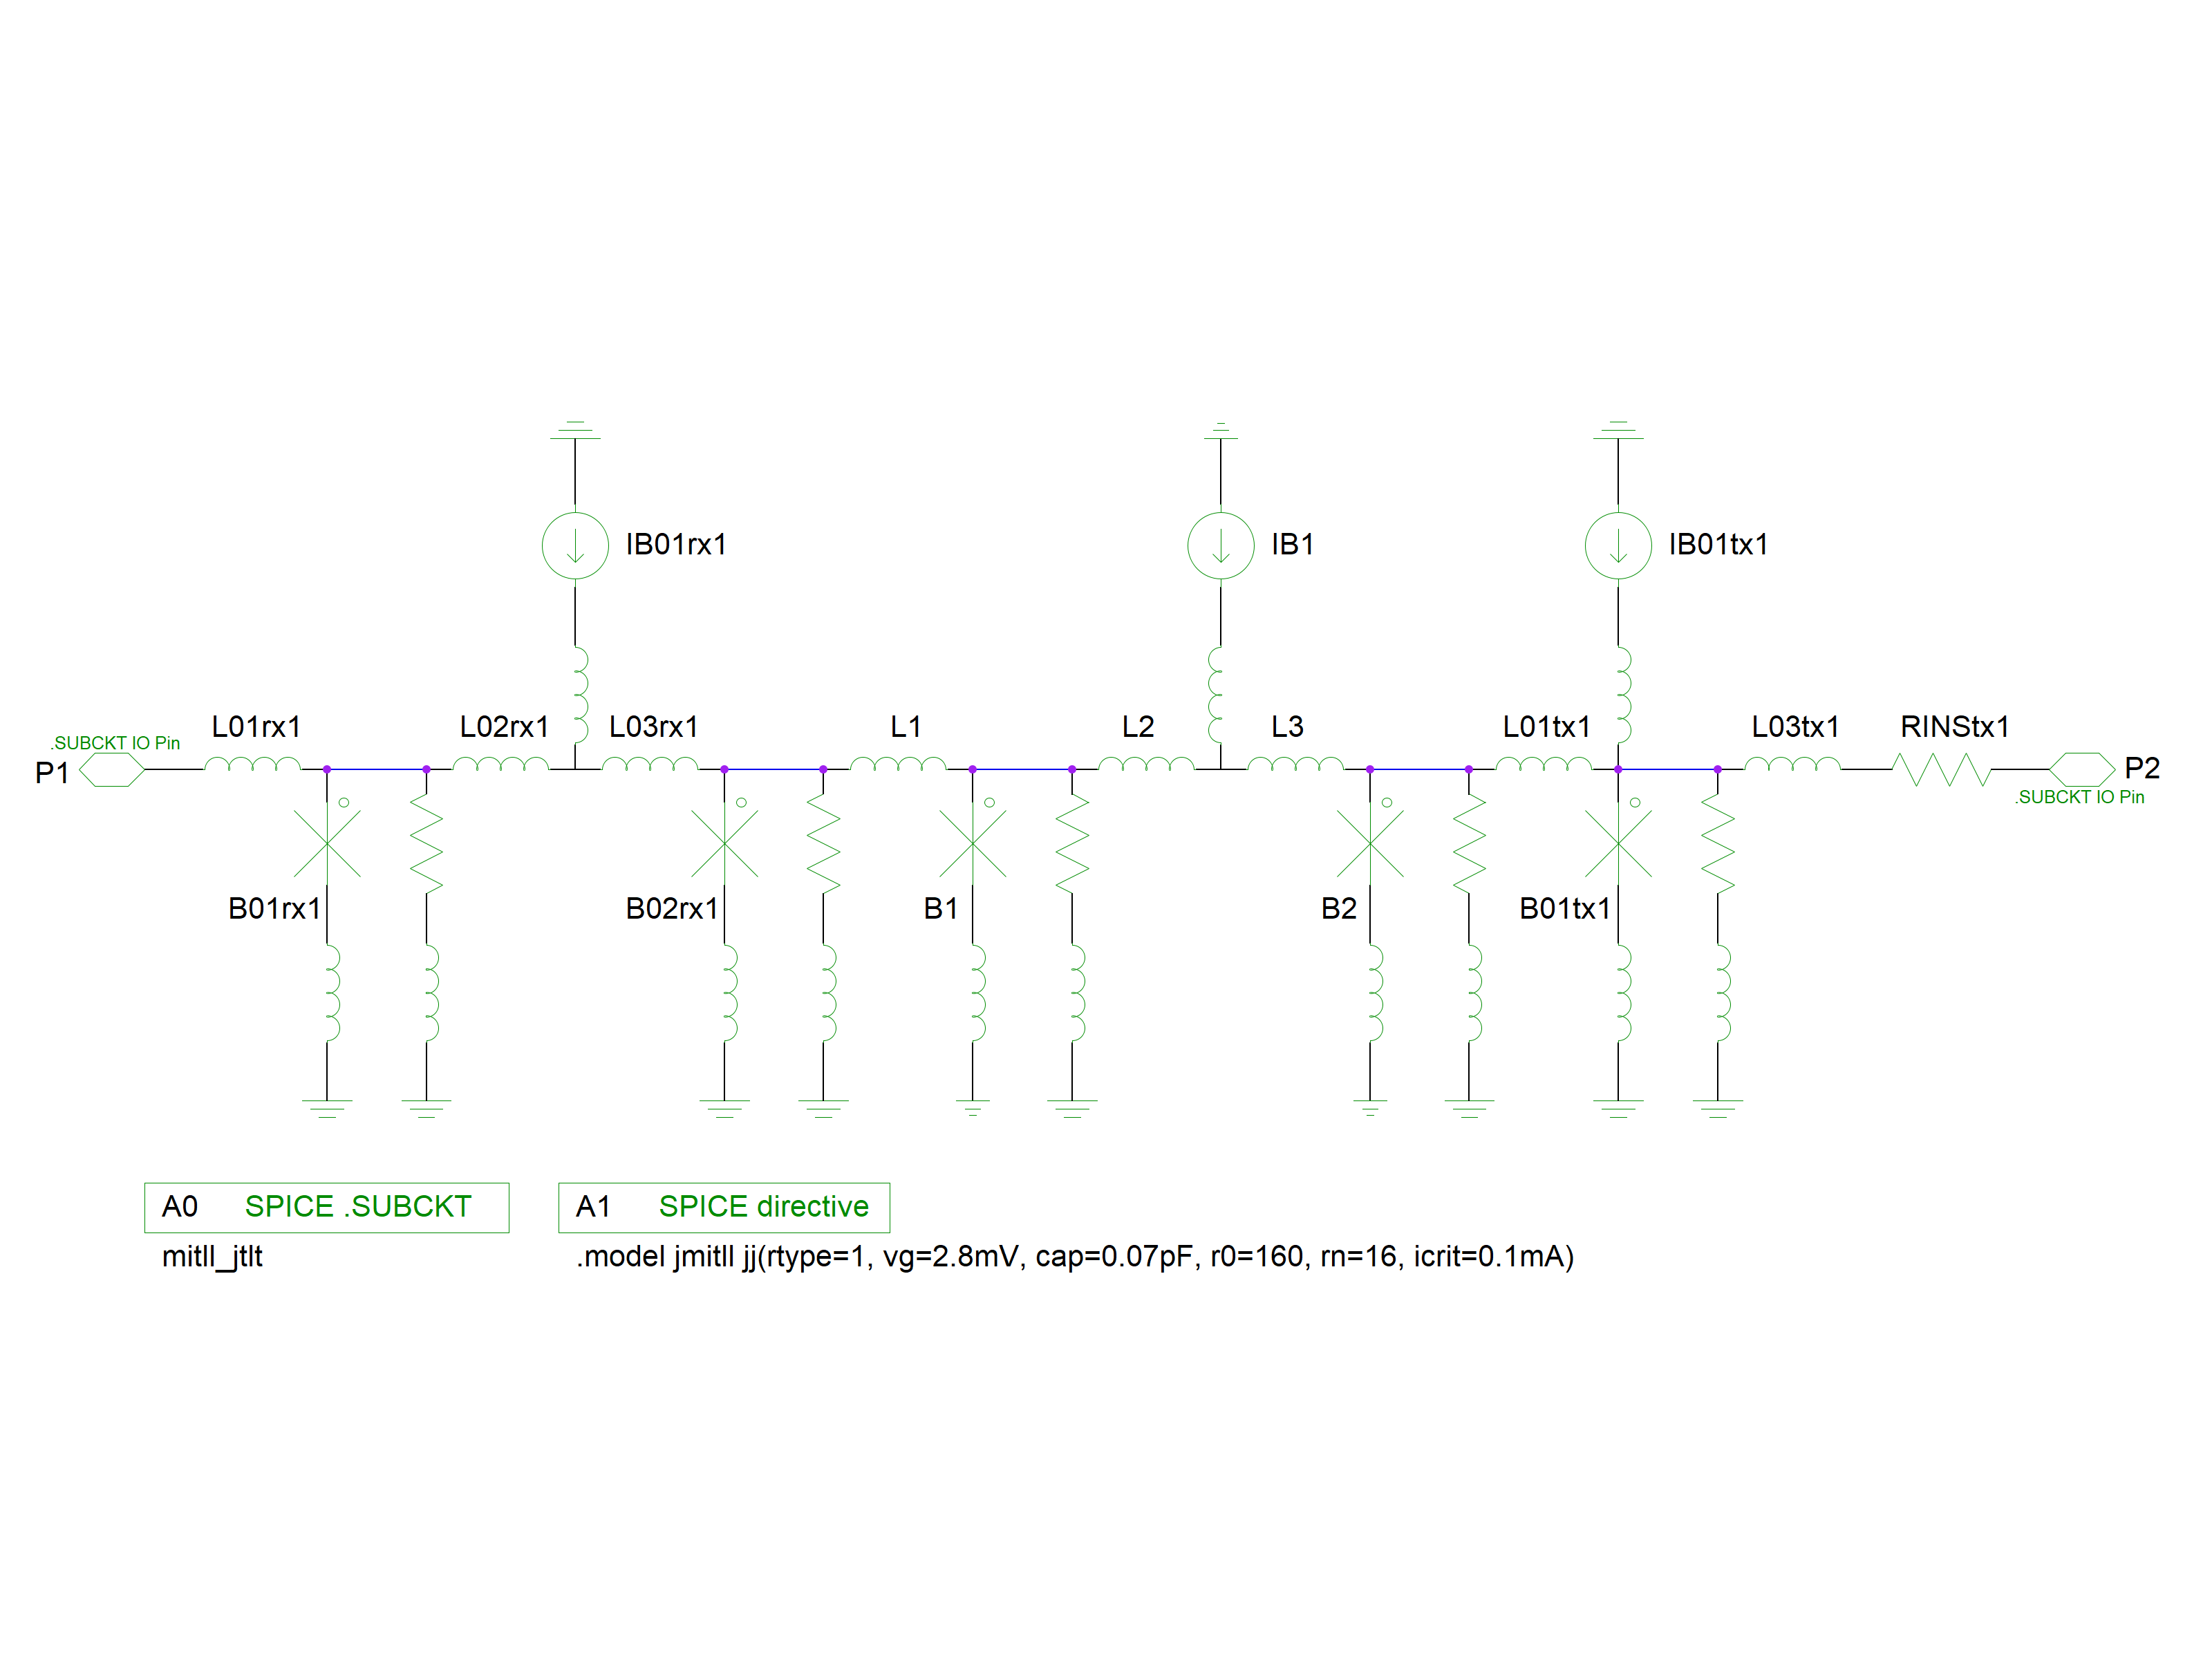 IB01rx1
IB1
IB01tx1
L01rx1
L02rx1
L03rx1
L1
L2
L3
L01tx1
L03tx1
RINStx1
.SUBCKT IO Pin
P1
P2
.SUBCKT IO Pin
B01rx1
B02rx1
B1
B2
B01tx1
A0 SPICE .SUBCKT
mitll_jtlt
A1 SPICE directive
.model jmitll jj(rtype=1, vg=2.8mV, cap=0.07pF, r0=160, rn=16, icrit=0.1mA)